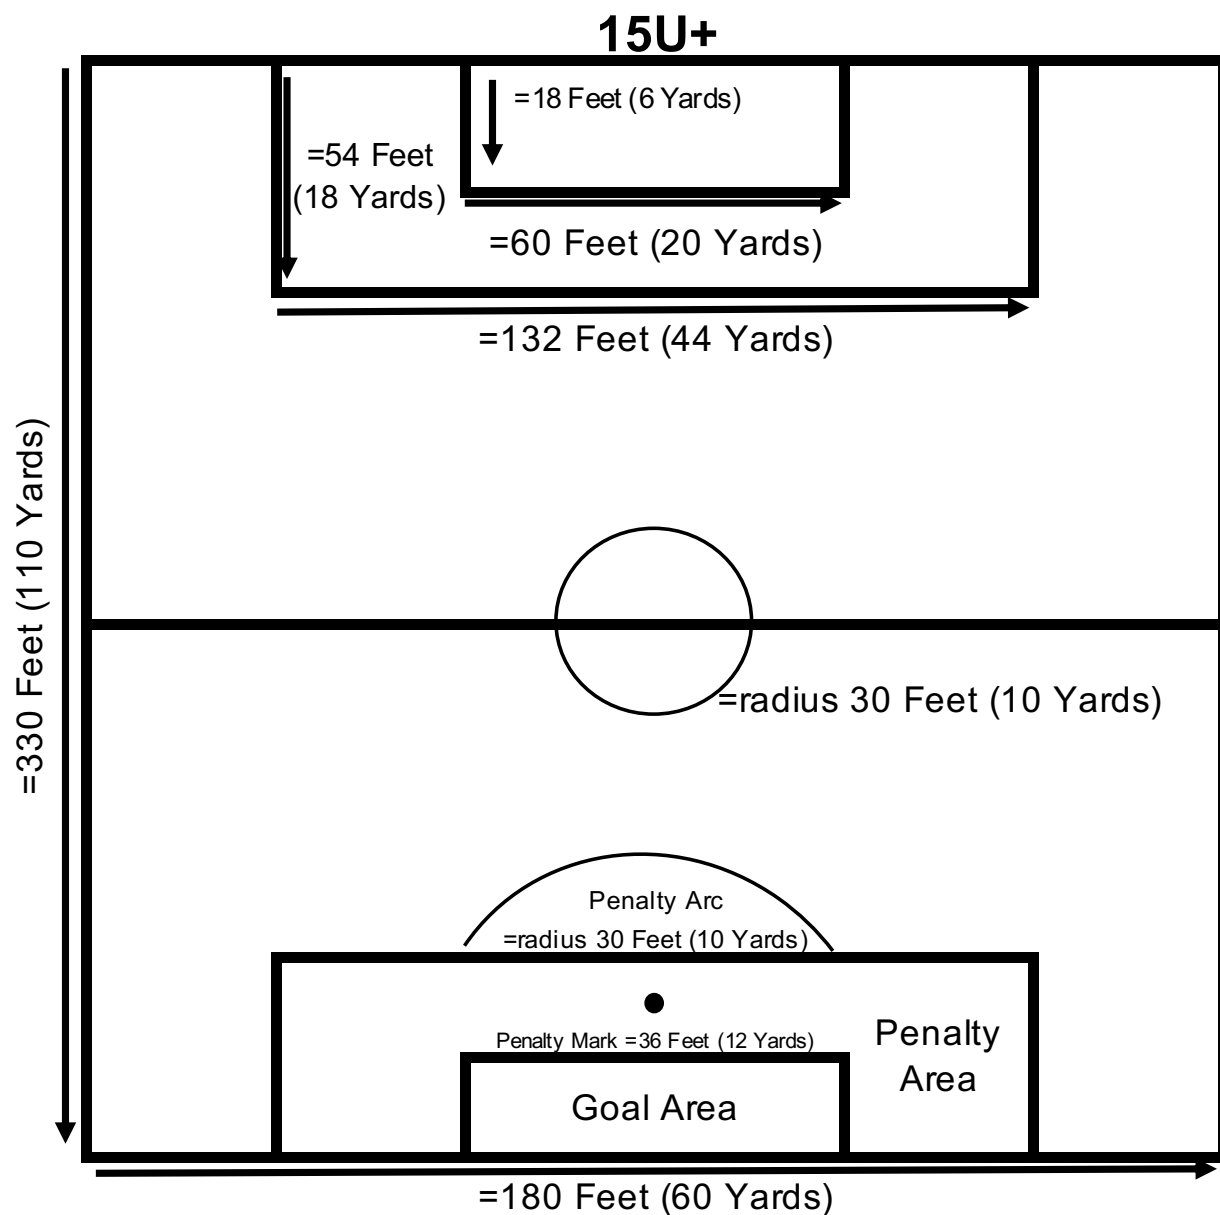 15U+
=18 Feet (6 Yards)
=54 Feet
(18 Yards)
=60 Feet (20 Yards)
=132 Feet (44 Yards)
=330 Feet (110 Yards)
=radius 30 Feet (10 Yards)
Penalty Arc
=radius 30 Feet (10 Yards)
Penalty Mark =36 Feet (12 Yards)
Penalty
Area
Goal Area
=180 Feet (60 Yards)